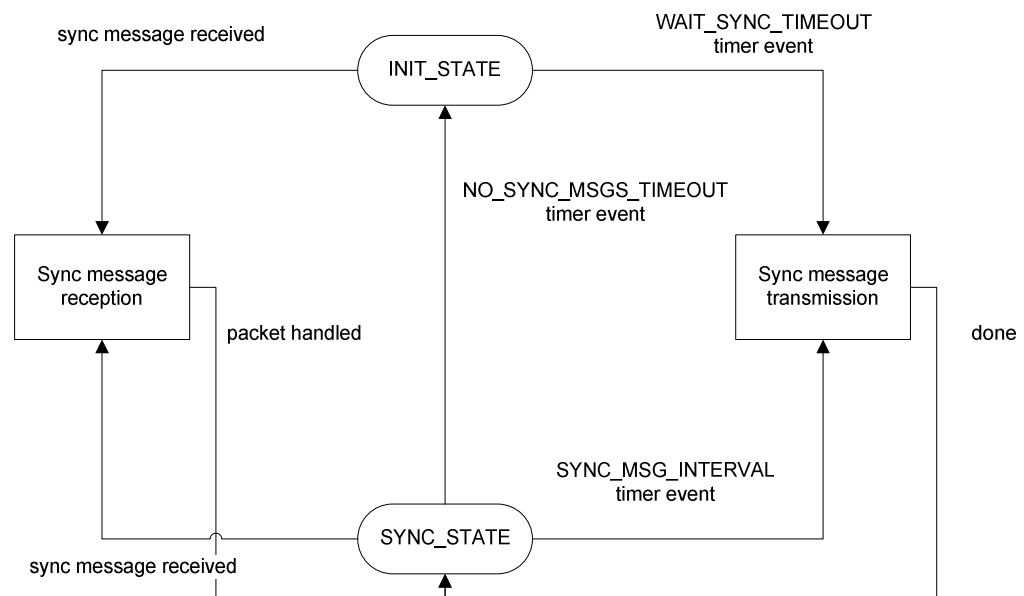 sync message received
WAIT_SYNC_TIMEOUT
timer event
INIT_STATE
NO_SYNC_MSGS_TIMEOUT
timer event
Sync message
reception
Sync message
transmission
packet handled
done
SYNC_MSG_INTERVAL
timer event
SYNC_STATE
sync message received